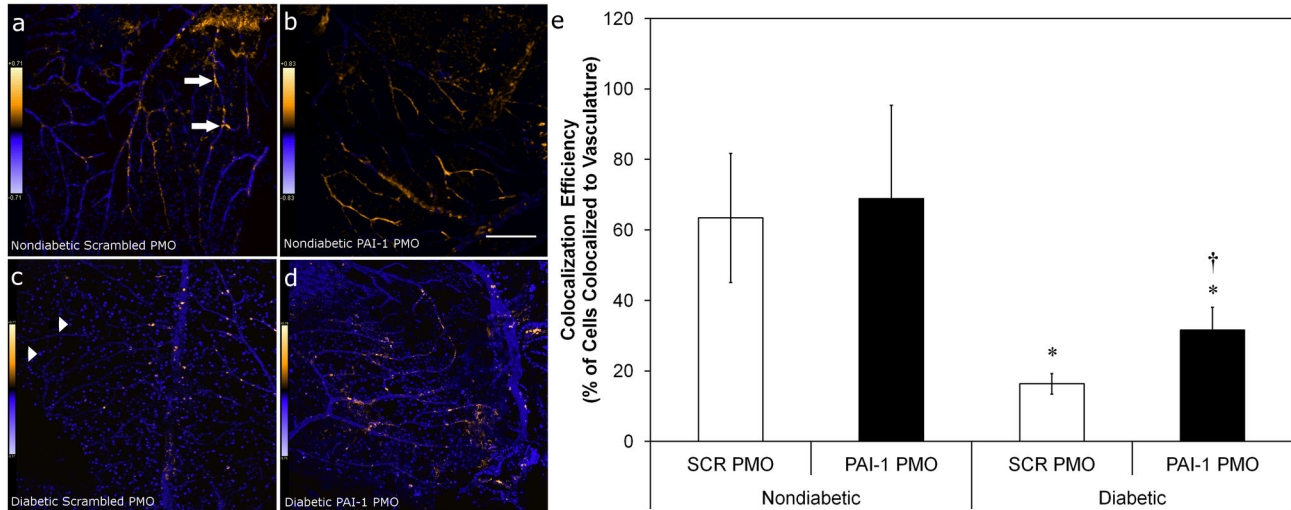 a
+0.71
-0.71
Nondiabetic Scrambled PMO
b
+0.83
-0.83
Nondiabetic PAI-1 PMO
c
Diabetic Scrambled PMO
d
Diabetic PAI-1 PMO
e
Colocalization Efficiency
(% of Cells Colocalized to Vasculature)
120
100
80
60
40
20
0
*
†
*
SCR PMO
PAI-1 PMO
SCR PMO
PAI-1 PMO
Nondiabetic
Diabetic